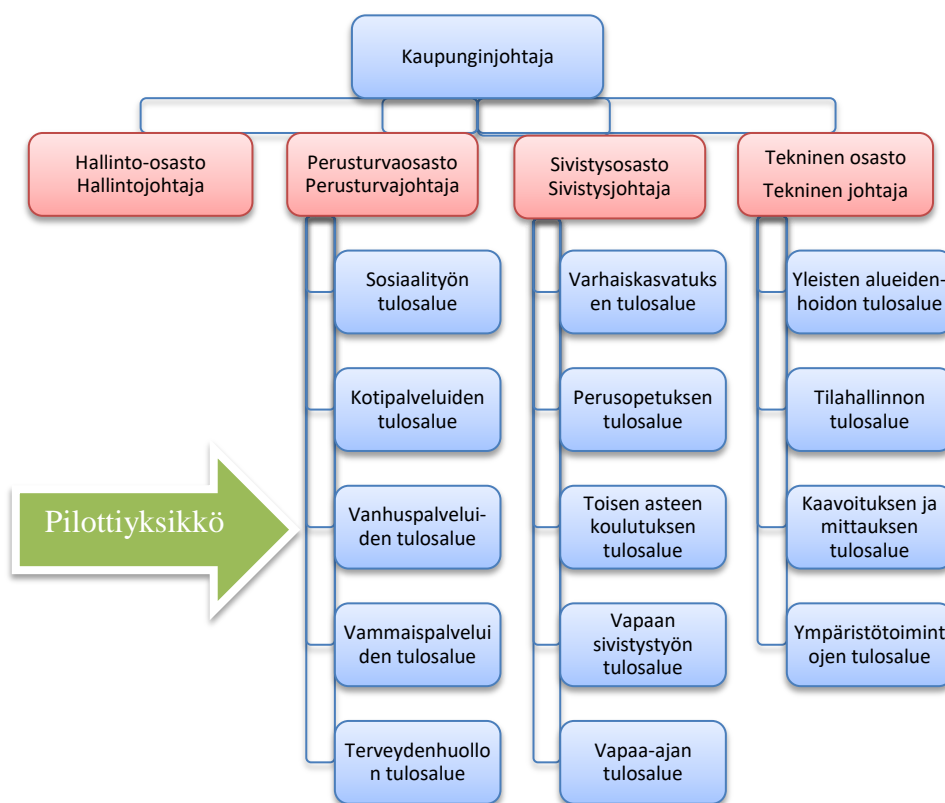 Kaupunginjohtaja
Hallinto-osasto
Hallintojohtaja
Perusturvaosasto
Perusturvajohtaja
Sivistysosasto
Sivistysjohtaja
Tekninen osasto
Tekninen johtaja
Sosiaalityön
tulosalue
Kotipalveluiden
tulosalue
Vanhuspalvelui-
den tulosalue
Vammaispalvelui
den tulosalue
Terveydenhuollo
n tulosalue
Varhaiskasvatuks
en tulosalue
Perusopetuksen
tulosalue
Toisen asteen
koulutuksen
tulosalue
Vapaan
sivistystyön
tulosalue
Vapaa-ajan
tulosalue
Yleisten alueiden-
hoidon tulosalue
Tilahallinnon
tulosalue
Kaavoituksen ja
mittauksen
tulosalue
Ympäristötoimint
ojen tulosalue
Pilottiyksikkö